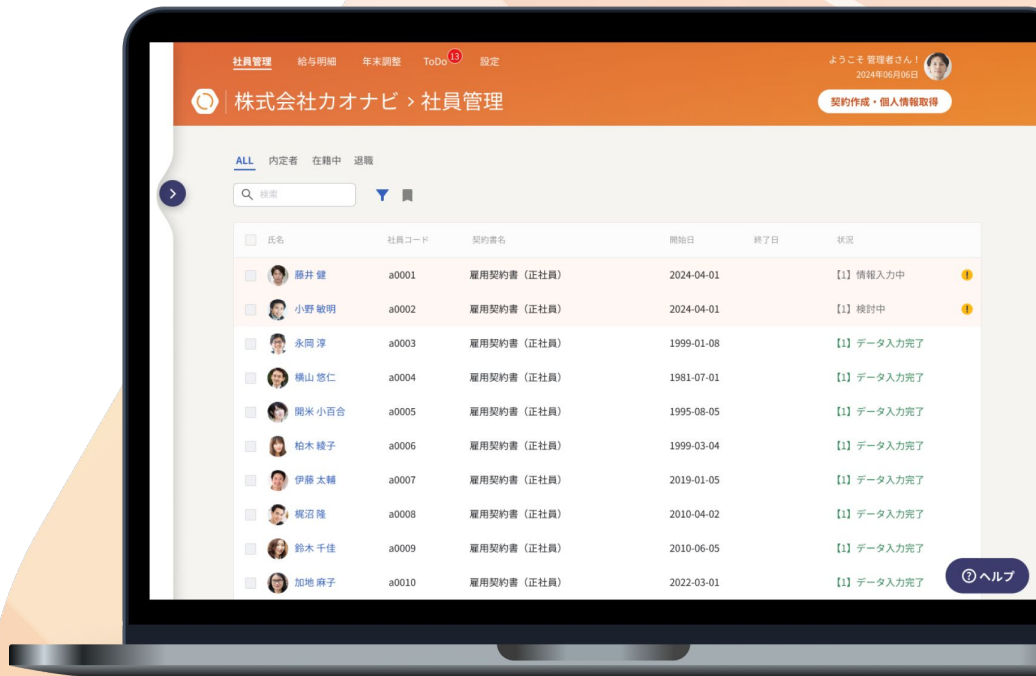 社員管理 給与明細 年末調整 ToDo 13 設定
ようこそ 管理者さん！
2024年06月06日
株式会社カオナビ › 社員管理
契約作成・個人情報取得
ALL 内定者 在籍中 退職
検索
氏名 社員コード 契約書名 開始日 終了日 状況
藤井 健 a0001 雇用契約書（正社員） 2024-04-01 【1】情報入力中
小野 敏明 a0002 雇用契約書（正社員） 2024-04-01 【1】検討中
永岡 淳 a0003 雇用契約書（正社員） 1999-01-08 【1】データ入力完了
横山 悠仁 a0004 雇用契約書（正社員） 1981-07-01 【1】データ入力完了
開米 小百合 a0005 雇用契約書（正社員） 1995-08-05 【1】データ入力完了
柏木 綾子 a0006 雇用契約書（正社員） 1999-03-04 【1】データ入力完了
伊藤 太輔 a0007 雇用契約書（正社員） 2019-01-05 【1】データ入力完了
梶沼 隆 a0008 雇用契約書（正社員） 2010-04-02 【1】データ入力完了
鈴木 千佳 a0009 雇用契約書（正社員） 2010-06-05 【1】データ入力完了
加地 麻子 a0010 雇用契約書（正社員） 2022-03-01 【1】データ入力完了
ヘルプ